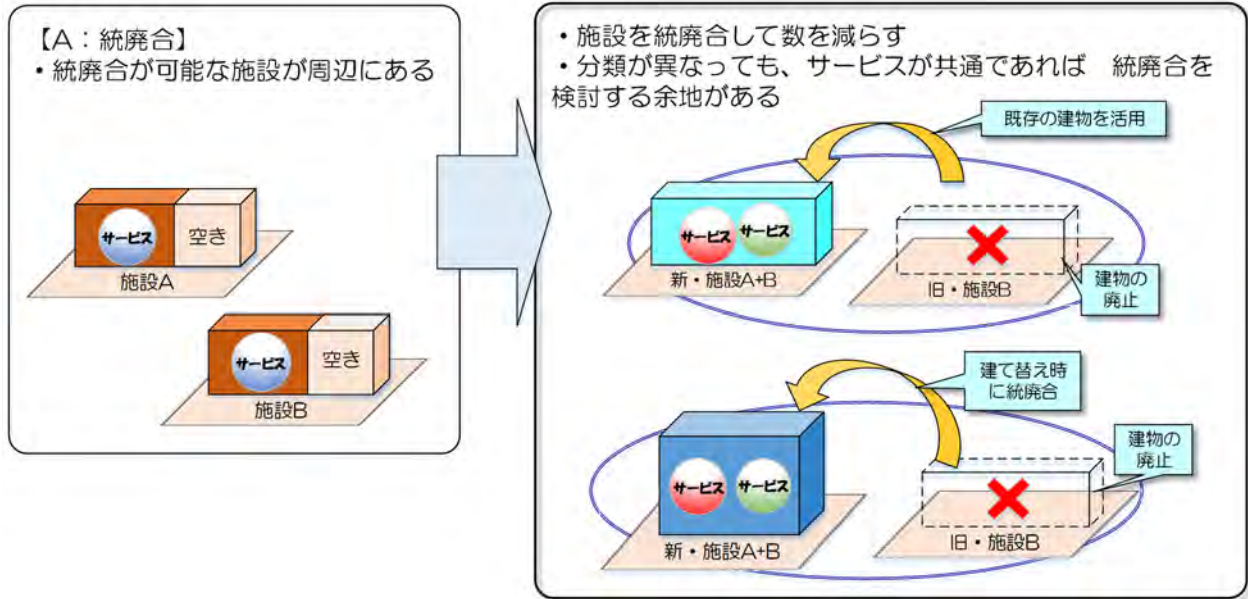 【A：統廃合】
・統廃合が可能な施設が周辺にある
サービス
空き
施設A
サービス
空き
施設B
・施設を統廃合して数を減らす
・分類が異なっても、サービスが共通であれば　統廃合を
検討する余地がある
既存の建物を活用
サービス
サービス
新・施設A+B
旧・施設B
建物の
廃止
建て替え時
に統廃合
サービス
サービス
新・施設A+B
旧・施設B
建物の
廃止